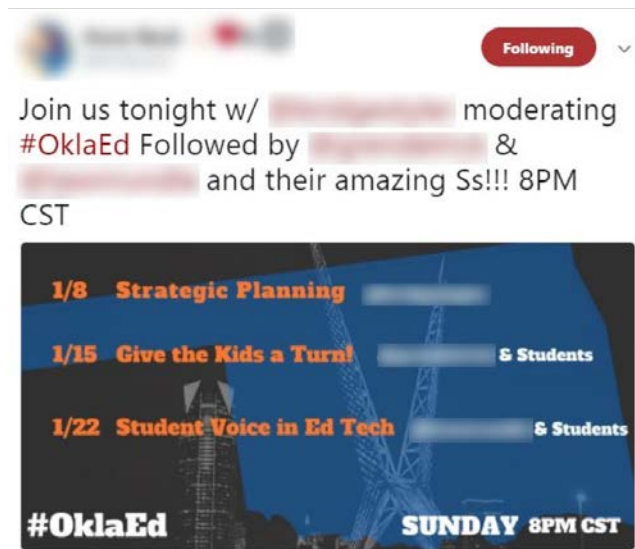 Following
Join us tonight w/ moderating
#OklaEd Followed by &
and their amazing Ss!!! 8PM
CST
1/8 Strategic Planning
1/15 Give the Kids a Turn! & Students
1/22 Student Voice in Ed Tech & Students
#OklaEd SUNDAY 8PM CST